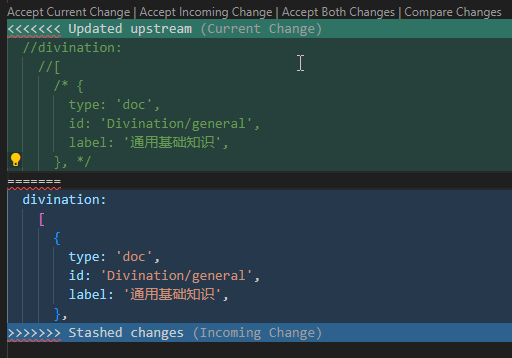 Accept Current Change | Accept Incoming Change | Accept Both Changes | Compare Changes
<<<<<<< Updated upstream (Current Change)
  //divination:
    //[
      /* {
        type: 'doc',
        id: 'Divination/general',
        label: '通用基础知识',
      }, */
=======
  divination:
    [
      {
        type: 'doc',
        id: 'Divination/general',
        label: '通用基础知识',
      },
>>>>>>> Stashed changes (Incoming Change)